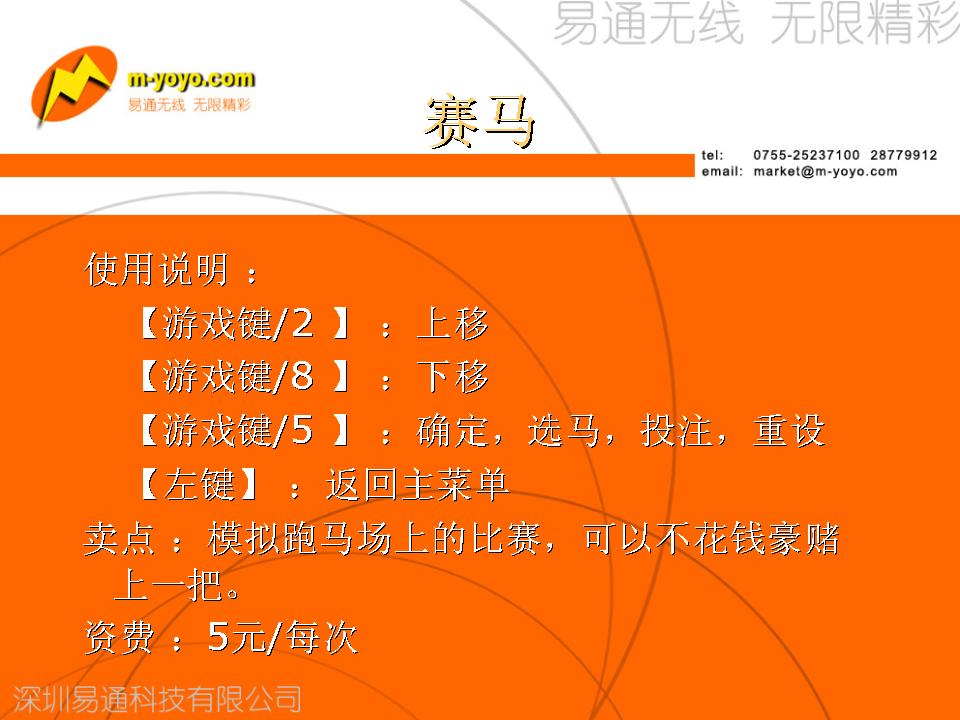 易通无线 无限精彩
m-yoyo.com
易通无线 无限精彩
赛马
tel: 0755-25237100 28779912
email: market@m-yoyo.com
使用说明 :
【游戏键/2 】 : 上移
【游戏键/8 】 : 下移
【游戏键/5 】 : 确定，选马，投注，重设
【左键】 : 返回主菜单
卖点 : 模拟跑马场上的比赛，可以不花钱豪赌
上一把。
资费 : 5元/每次
深圳易通科技有限公司